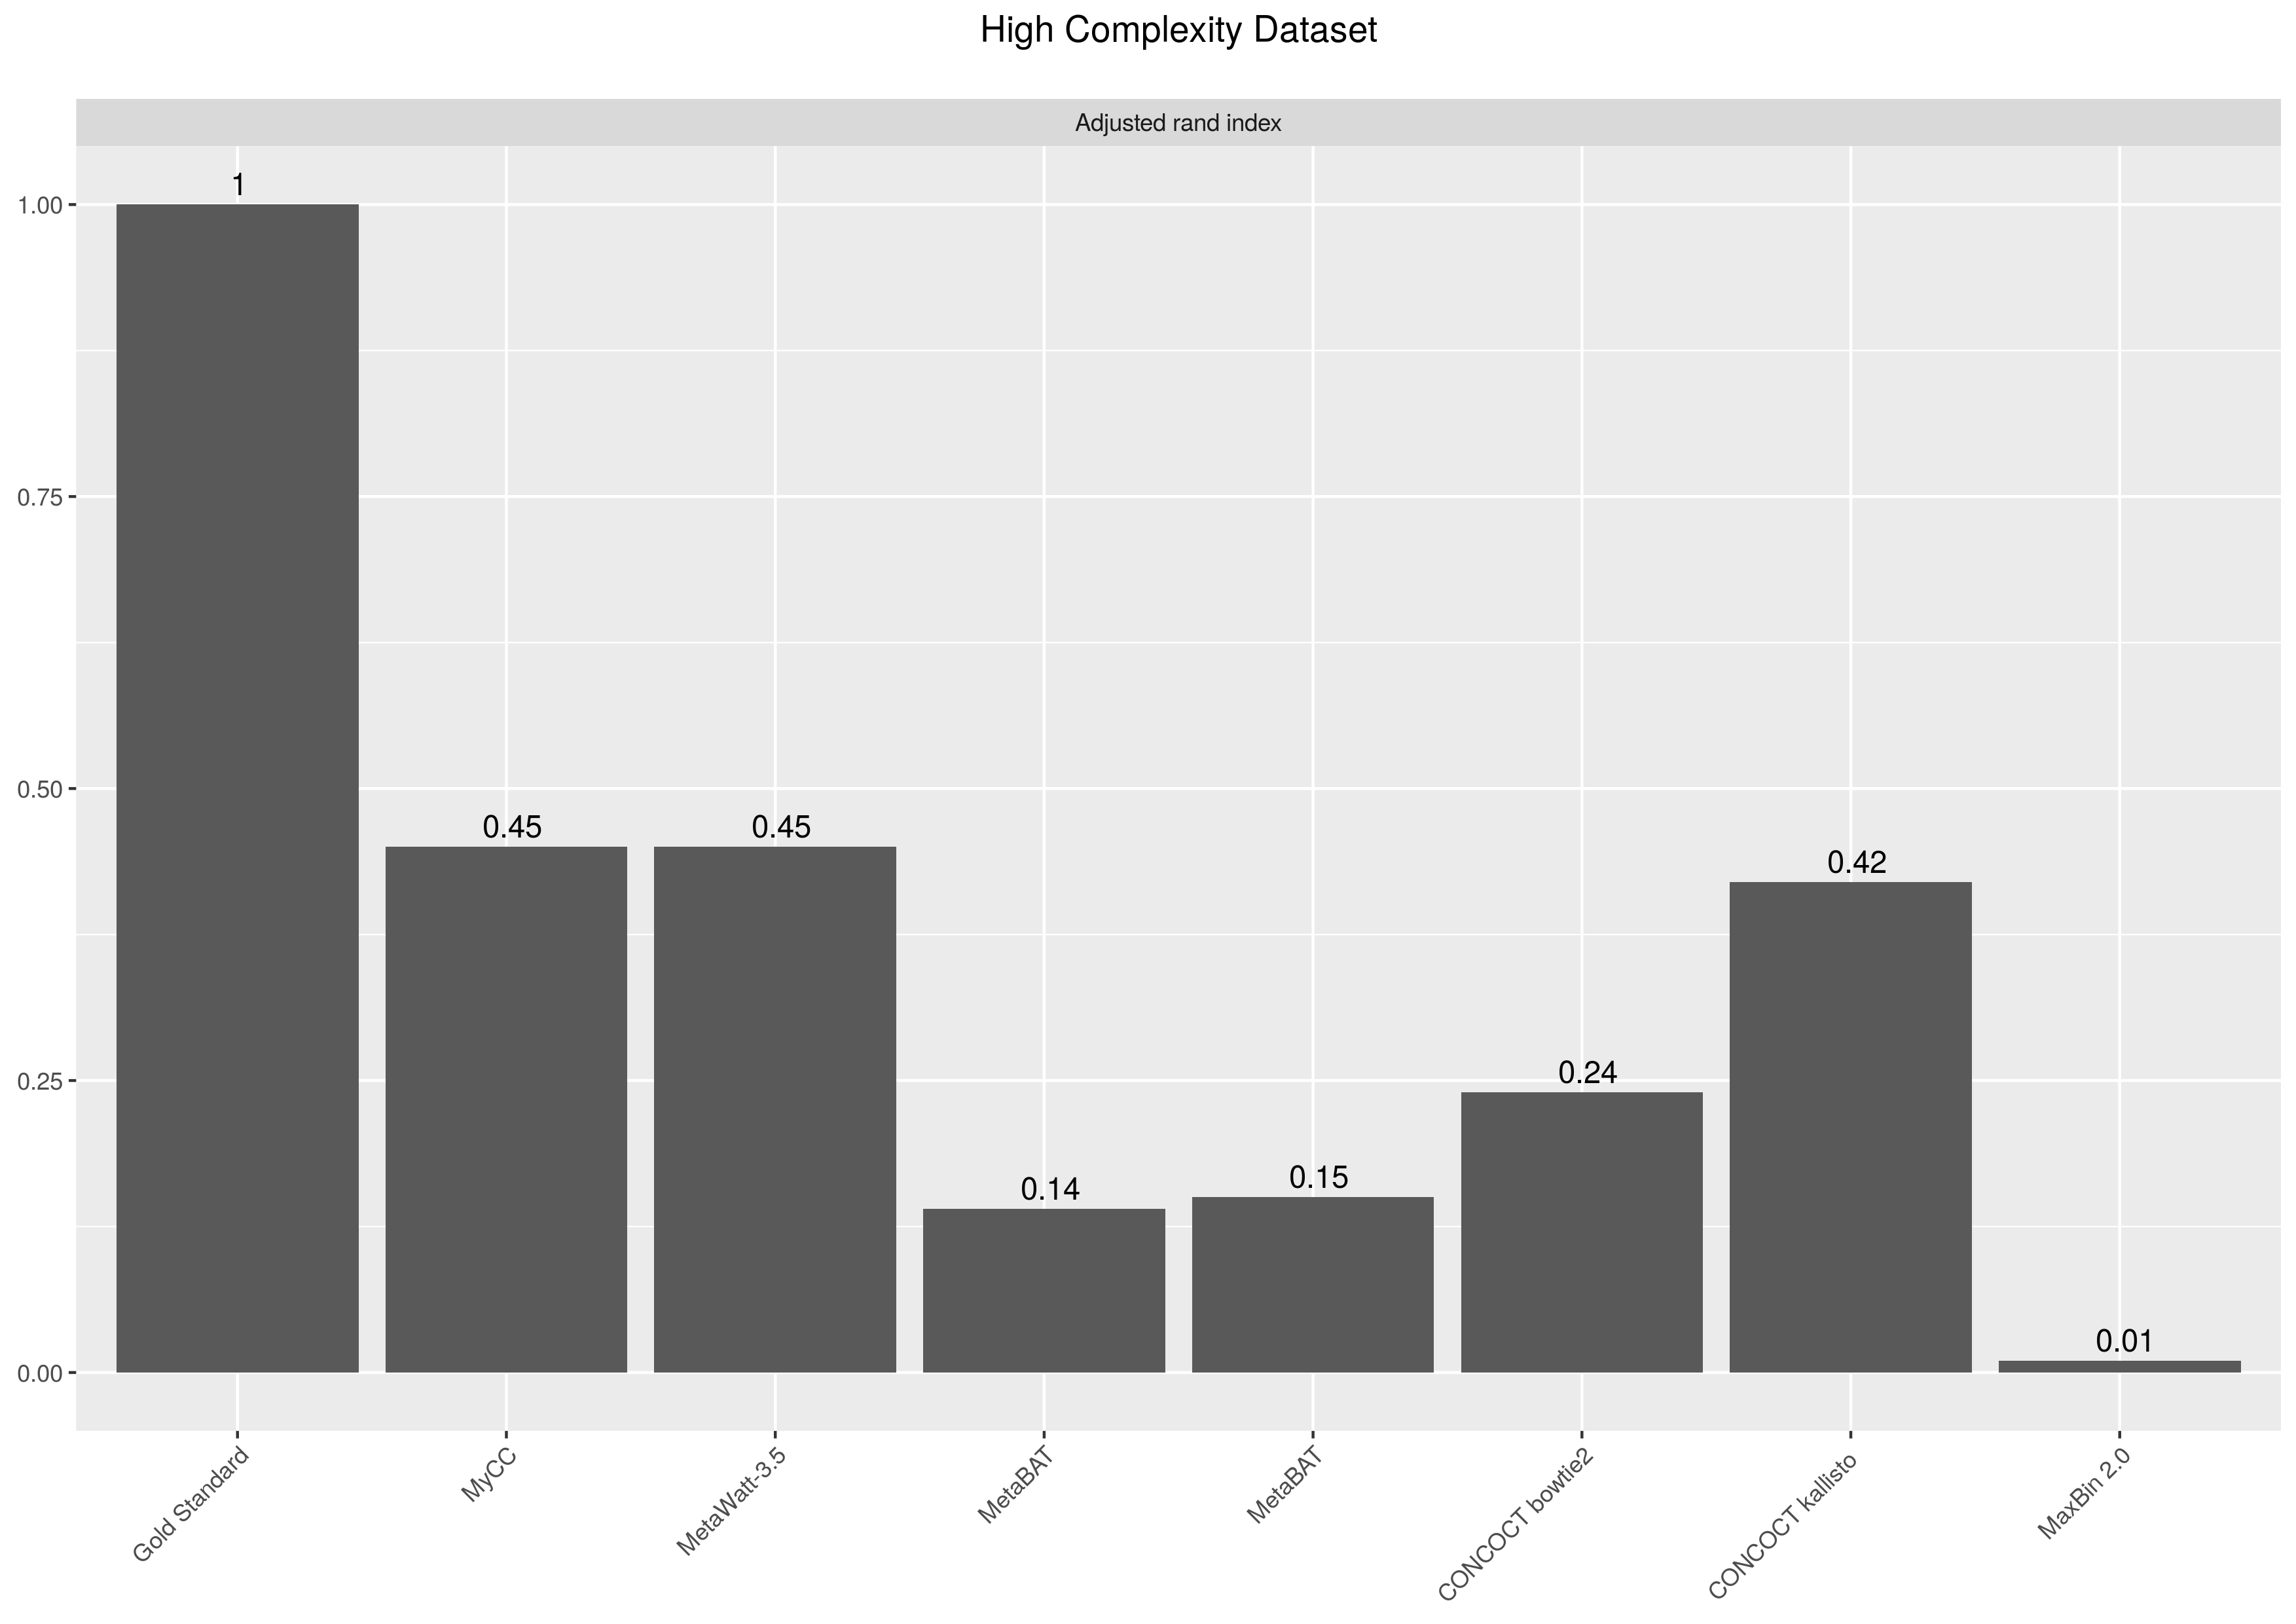 High Complexity Dataset
Adjusted rand index
1.00
0.75
0.50
0.25
0.00
1
0.45
0.45
0.14
0.15
0.24
0.42
0.01
Gold Standard
MyCC
MetaWatt-3.5
MetaBAT
MetaBAT
CONCOCT bowtie2
CONCOCT kallisto
MaxBin 2.0